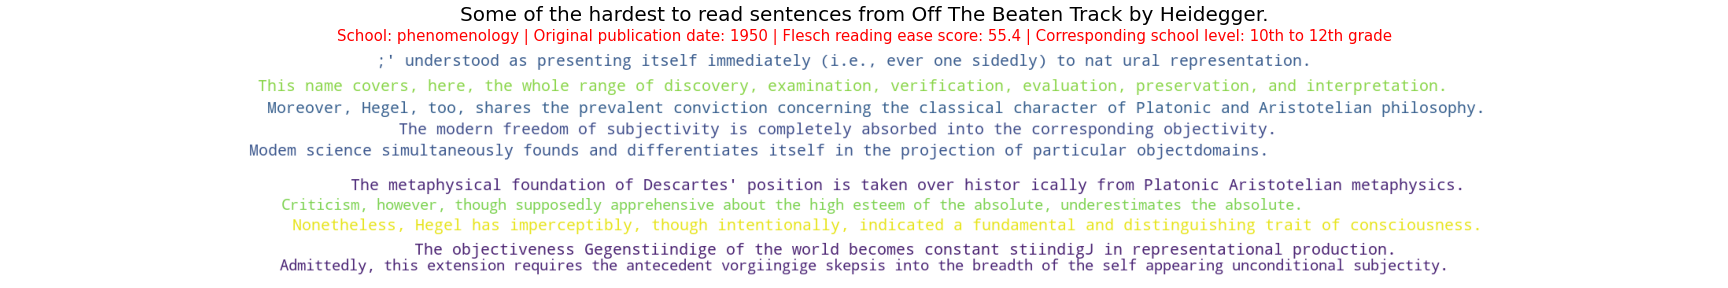 Some of the hardest to read sentences from Off The Beaten Track by Heidegger.
School: phenomenology | Original publication date: 1950 | Flesch reading ease score: 55.4 | Corresponding school level: 10th to 12th grade
;' understood as presenting itself immediately (i.e., ever one sidedly) to nat ural representation.
This name covers, here, the whole range of discovery, examination, verification, evaluation, preservation, and interpretation.
Moreover, Hegel, too, shares the prevalent conviction concerning the classical character of Platonic and Aristotelian philosophy.
The modern freedom of subjectivity is completely absorbed into the corresponding objectivity.
Modem science simultaneously founds and differentiates itself in the projection of particular objectdomains.
The metaphysical foundation of Descartes' position is taken over histor ically from Platonic Aristotelian metaphysics.
Criticism, however, though supposedly apprehensive about the high esteem of the absolute, underestimates the absolute.
Nonetheless, Hegel has imperceptibly, though intentionally, indicated a fundamental and distinguishing trait of consciousness.
The objectiveness Gegenstiindige of the world becomes constant stiindigJ in representational production.
Admittedly, this extension requires the antecedent vorgiingige skepsis into the breadth of the self appearing unconditional subjectity.